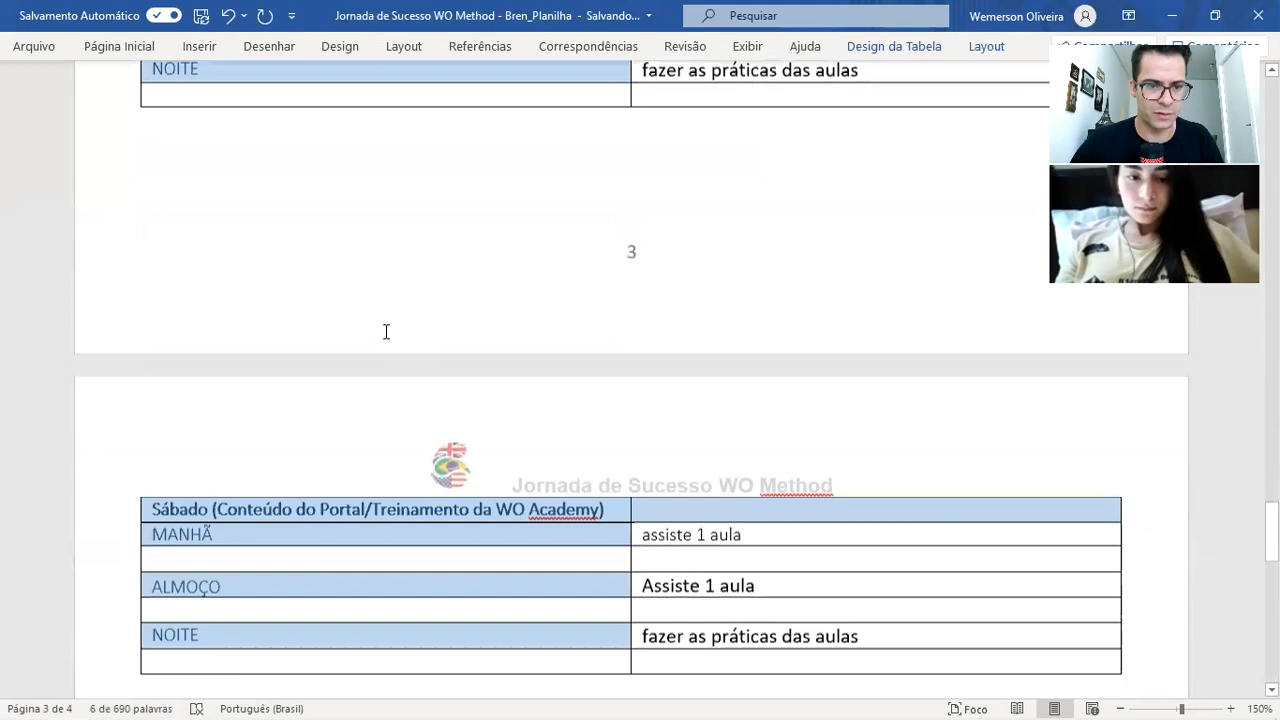 Salvamento Automático
Jornada de Sucesso WO Method - Bren_Planilha - Salvando...
Pesquisar
Wemerson Oliveira
Arquivo
Página Inicial
Inserir
Desenhar
Design
Layout
Referências
Correspondências
Revisão
Exibir
Ajuda
Design da Tabela
Layout
NOITE
fazer as práticas das aulas
3
Jornada de Sucesso WO Method
Sábado (Conteúdo do Portal/Treinamento da WO Academy)
MANHÃ
assiste 1 aula
ALMOÇO
Assiste 1 aula
NOITE
fazer as práticas das aulas
Página 3 de 4
6 de 690 palavras
Português (Brasil)
Foco
150%